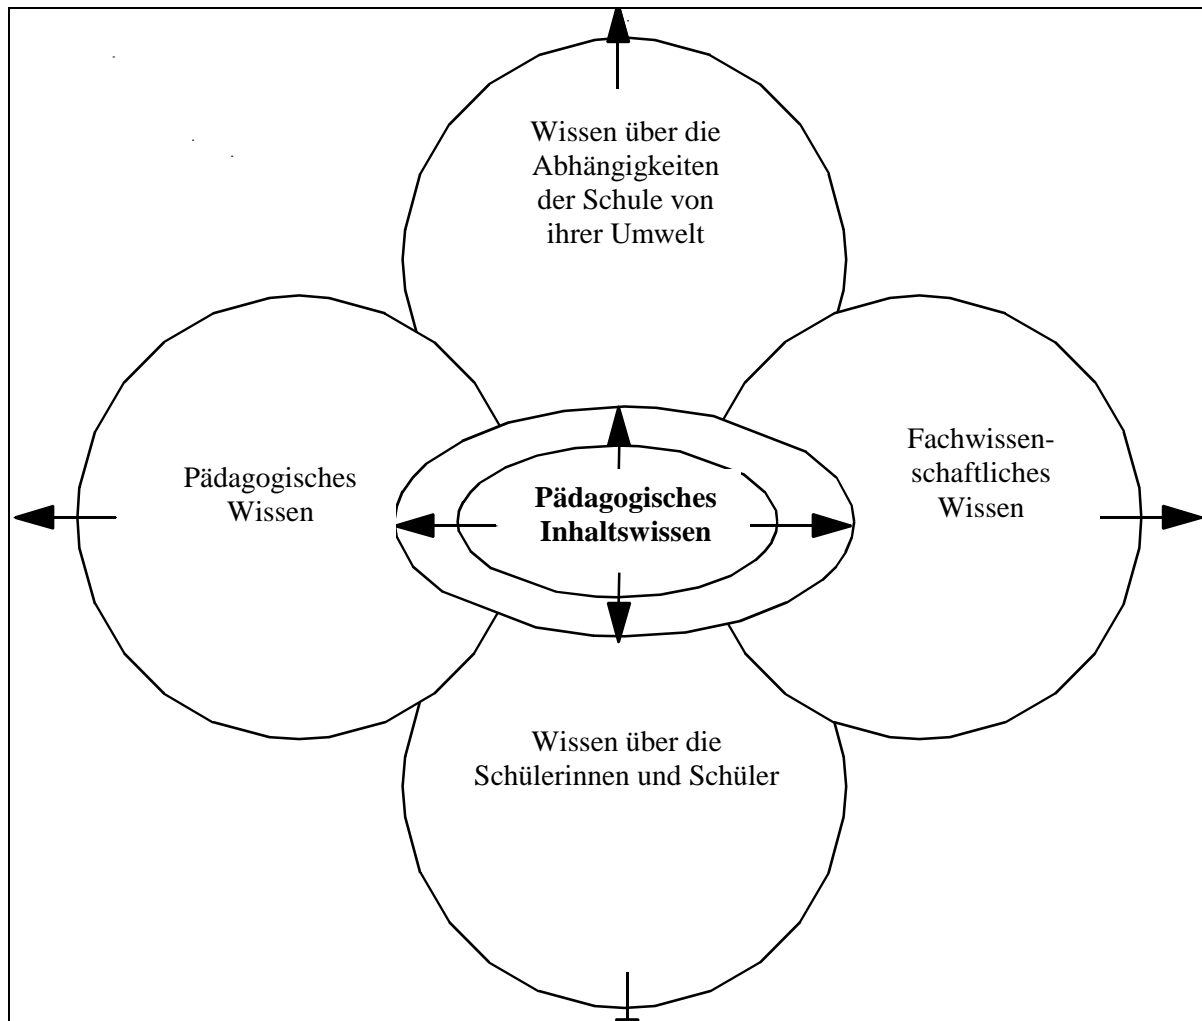 Wissen über die
Abhängigkeiten
der Schule von
ihrer Umwelt
Pädagogisches
Wissen
Pädagogisches
Inhaltswissen
Fachwissen-
schaftliches
Wissen
Wissen über die
Schülerinnen und Schüler